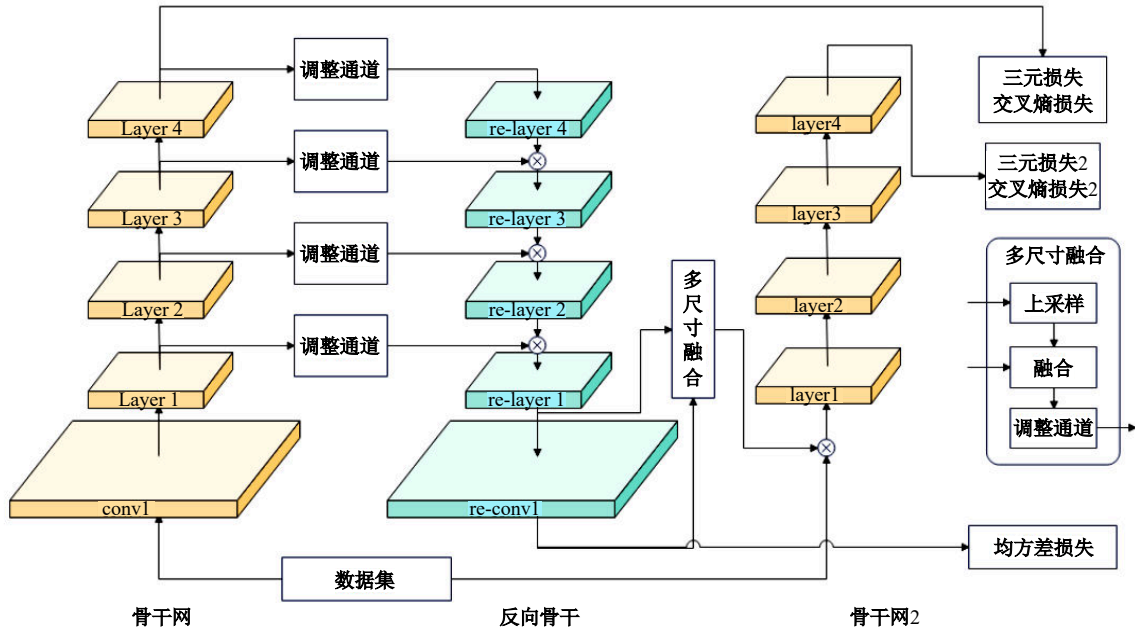 调整通道
三元损失
交叉熵损失
Layer 4
re-layer 4
layer4
调整通道
三元损失2
交叉熵损失2
Layer 3
re-layer 3
layer3
调整通道
多尺寸融合
多尺寸融合
上采样
融合
调整通道
Layer 2
re-layer 2
layer2
调整通道
Layer 1
re-layer 1
layer1
conv1
re-conv1
均方差损失
数据集
骨干网
反向骨干
骨干网2